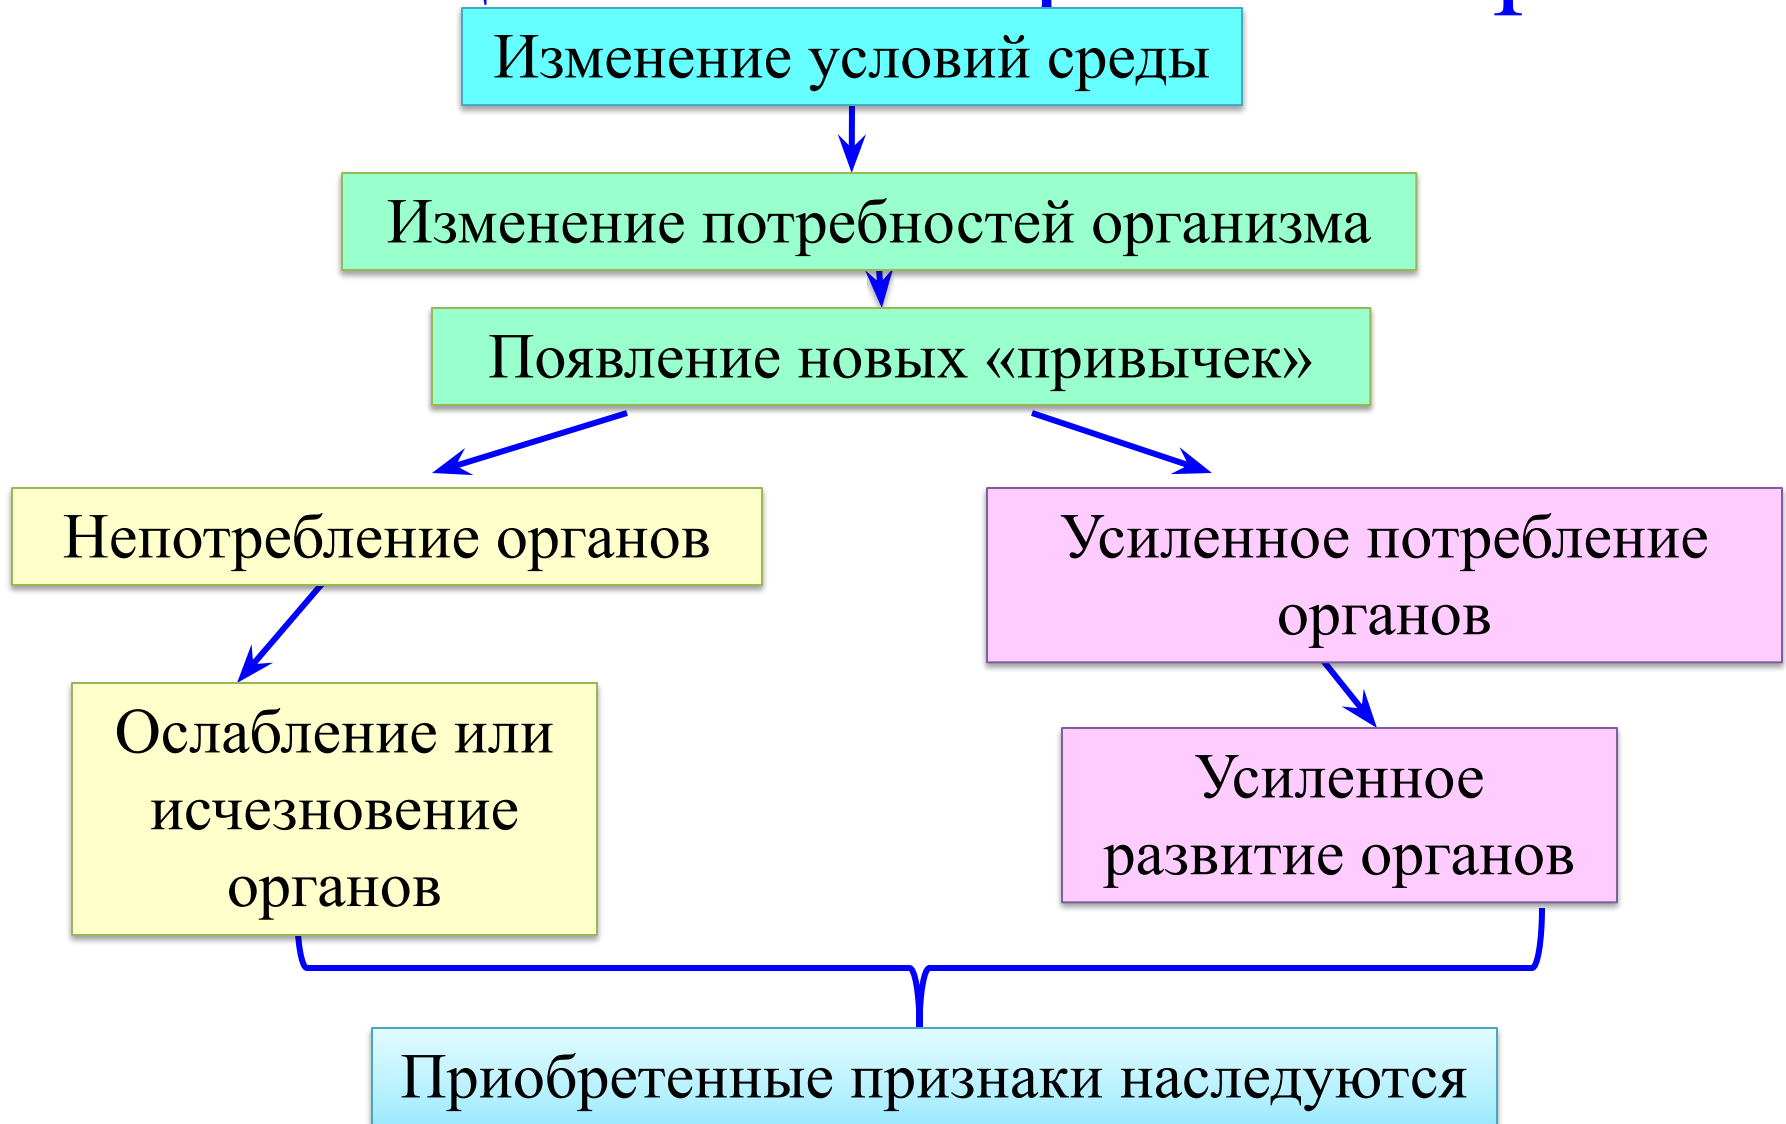 Изменение условий среды
Изменение потребностей организма
Появление новых «привычек»
Непотребление органов
Усиленное потребление
органов
Ослабление или
исчезновение
органов
Усиленное
развитие органов
Приобретенные признаки наследуются